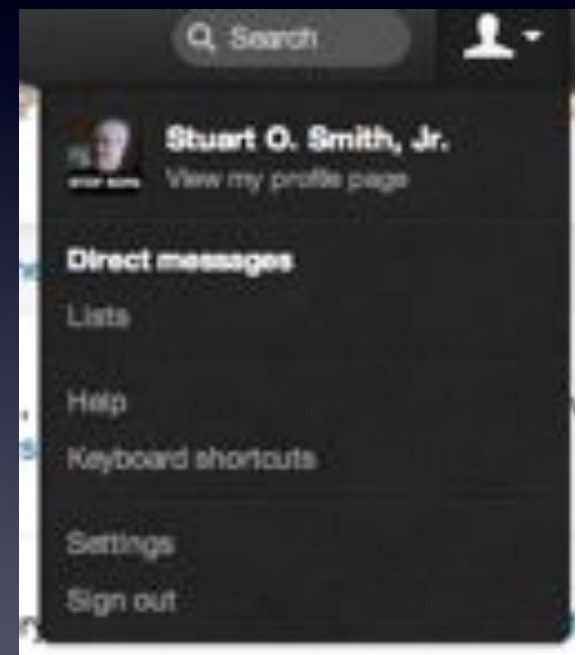 Search
Stuart O. Smith, Jr.
View my profile page
Direct messages
Lists
Help
Keyboard shortcuts
Settings
Sign out